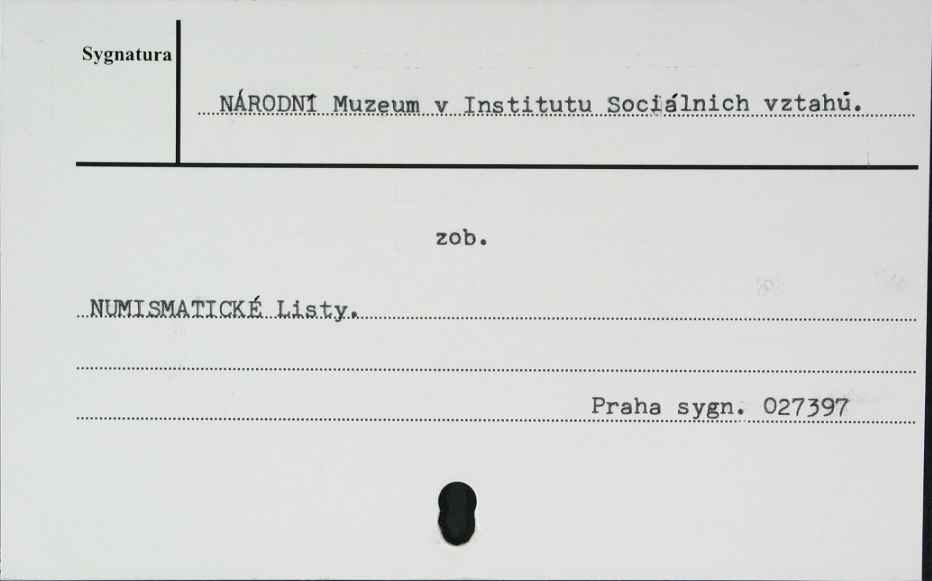 Sygnatura
NÁRODNÍ Muzeum v Institutu Sociálnich vztahů.
zob.
NUMISMATICKÉ Listy.
Praha sygn. 027397